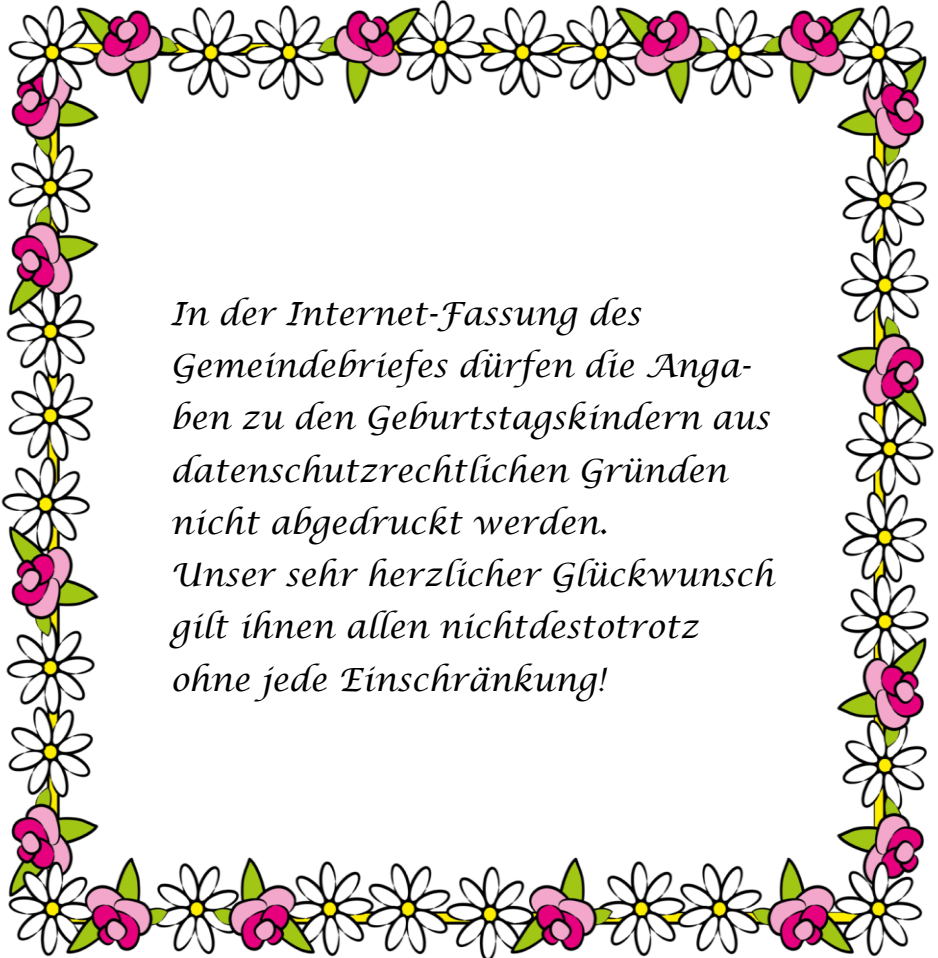 In der Internet-Fassung des
Gemeindebriefes dürfen die Anga-
ben zu den Geburtstagskindern aus
datenschutzrechtlichen Gründen
nicht abgedruckt werden.
Unser sehr herzlicher Glückwunsch
gilt ihnen allen nichtdestotrotz
ohne jede Einschränkung!